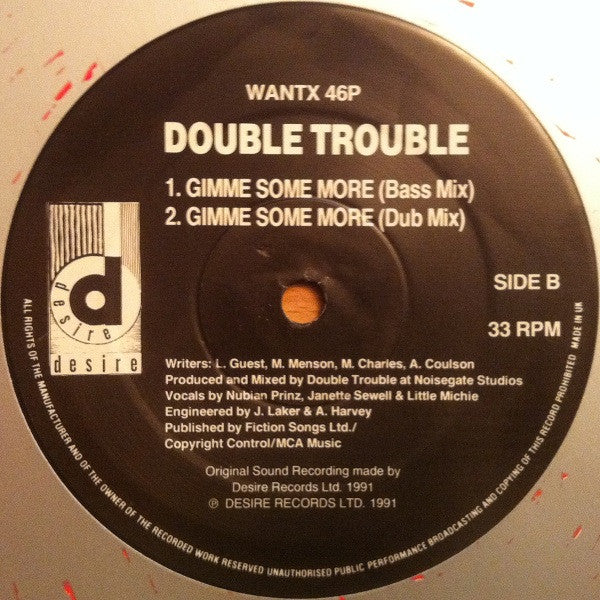 WANTX 46P
DOUBLE TROUBLE
1. GIMME SOME MORE (Bass Mix)
2. GIMME SOME MORE (Dub Mix)
d
desire
desire
SIDE B
33 RPM
Writers: L. Guest, M. Menson, M. Charles, A. Coulson
Produced and Mixed by Double Trouble at Noisegate Studios
Vocals by Nubian Prinz, Janette Sewell & Little Michie
Engineered by J. Laker & A. Harvey
Published by Fiction Songs Ltd./
Copyright Control/MCA Music
Original Sound Recording made by
Desire Records Ltd. 1991
℗ DESIRE RECORDS LTD. 1991
ALL RIGHTS OF THE MANUFACTURER AND OF THE OWNER OF THE RECORDED WORK RESERVED UNAUTHORISED PUBLIC PERFORMANCE BROADCASTING AND COPYING OF THIS RECORD PROHIBITED MADE IN UK